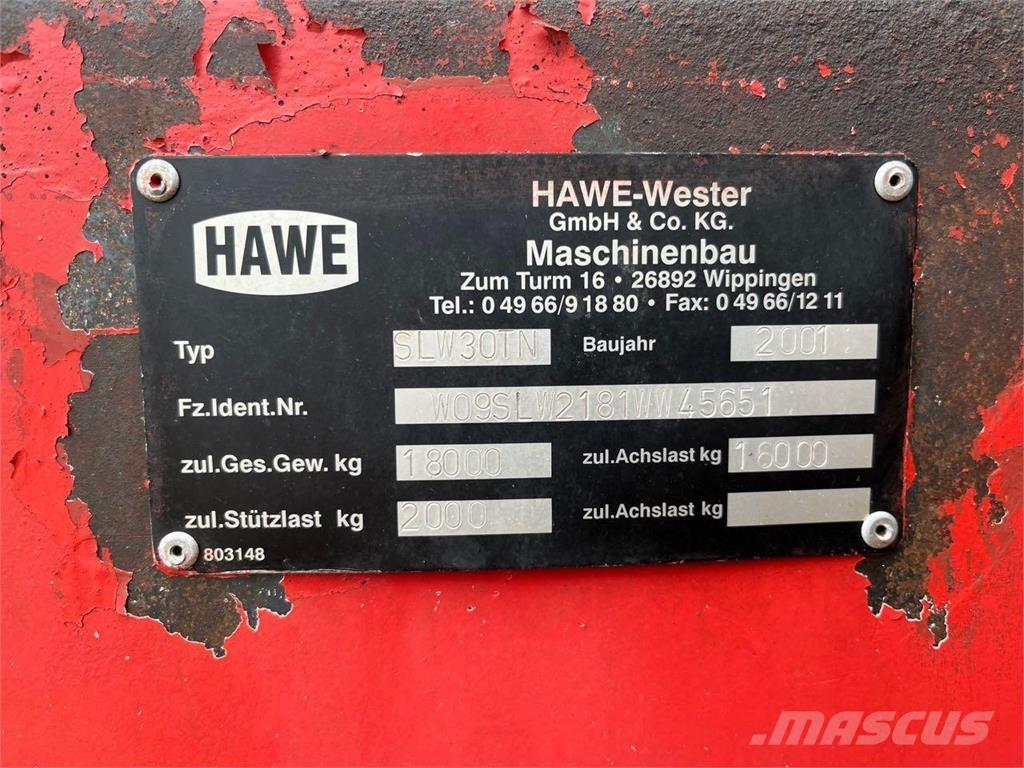 HAWE
HAWE-Wester
GmbH & Co. KG.
Maschinenbau
Zum Turm 16 • 26892 Wippingen
Tel.: 0 49 66/9 18 80 • Fax: 0 49 66/12 11
Typ SLW30TN Baujahr 2001
Fz.Ident.Nr. W09SLW2181WW45651
zul.Ges.Gew. kg 18000 zul.Achslast kg 16000
zul.Stützlast kg 2000 zul.Achslast kg
803148
MASCUS